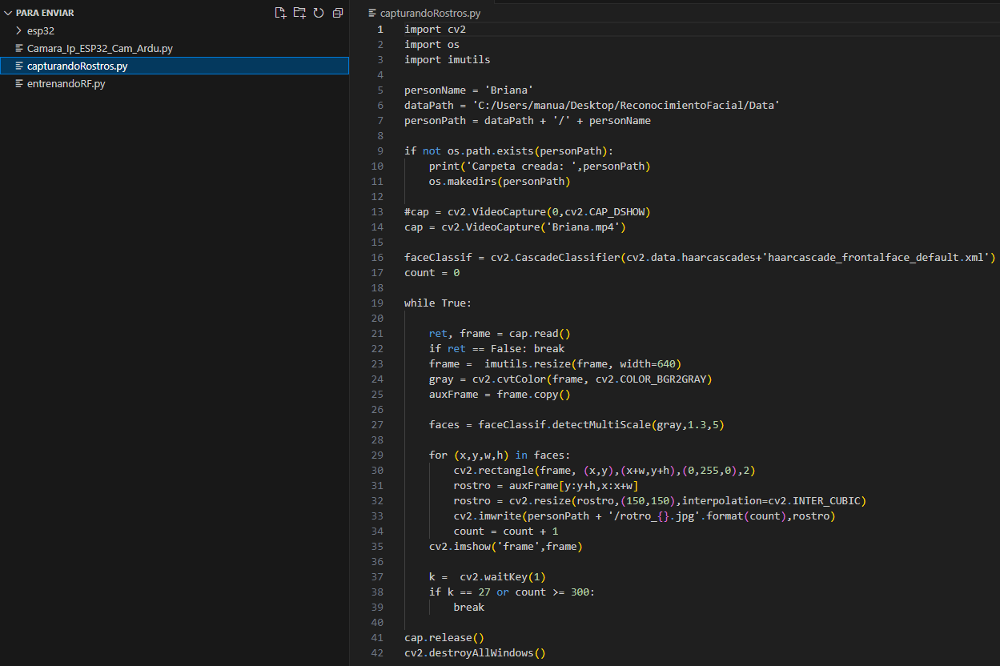 PARA ENVIAR
esp32
Camara_Ip_ESP32_Cam_Ardu.py
capturandoRostros.py
entrenandoRF.py
capturandoRostros.py
1 import cv2
2 import os
3 import imutils
4
5 personName = 'Briana'
6 dataPath = 'C:/Users/manua/Desktop/ReconocimientoFacial/Data'
7 personPath = dataPath + '/' + personName
8
9 if not os.path.exists(personPath):
10     print('Carpeta creada: ',personPath)
11     os.makedirs(personPath)
12
13 #cap = cv2.VideoCapture(0,cv2.CAP_DSHOW)
14 cap = cv2.VideoCapture('Briana.mp4')
15
16 faceClassif = cv2.CascadeClassifier(cv2.data.haarcascades+'haarcascade_frontalface_default.xml')
17 count = 0
18
19 while True:
20
21     ret, frame = cap.read()
22     if ret == False: break
23     frame =  imutils.resize(frame, width=640)
24     gray = cv2.cvtColor(frame, cv2.COLOR_BGR2GRAY)
25     auxFrame = frame.copy()
26
27     faces = faceClassif.detectMultiScale(gray,1.3,5)
28
29     for (x,y,w,h) in faces:
30         cv2.rectangle(frame, (x,y),(x+w,y+h),(0,255,0),2)
31         rostro = auxFrame[y:y+h,x:x+w]
32         rostro = cv2.resize(rostro,(150,150),interpolation=cv2.INTER_CUBIC)
33         cv2.imwrite(personPath + '/rotro_{}.jpg'.format(count),rostro)
34         count = count + 1
35     cv2.imshow('frame',frame)
36
37     k =  cv2.waitKey(1)
38     if k == 27 or count >= 300:
39         break
40
41 cap.release()
42 cv2.destroyAllWindows()